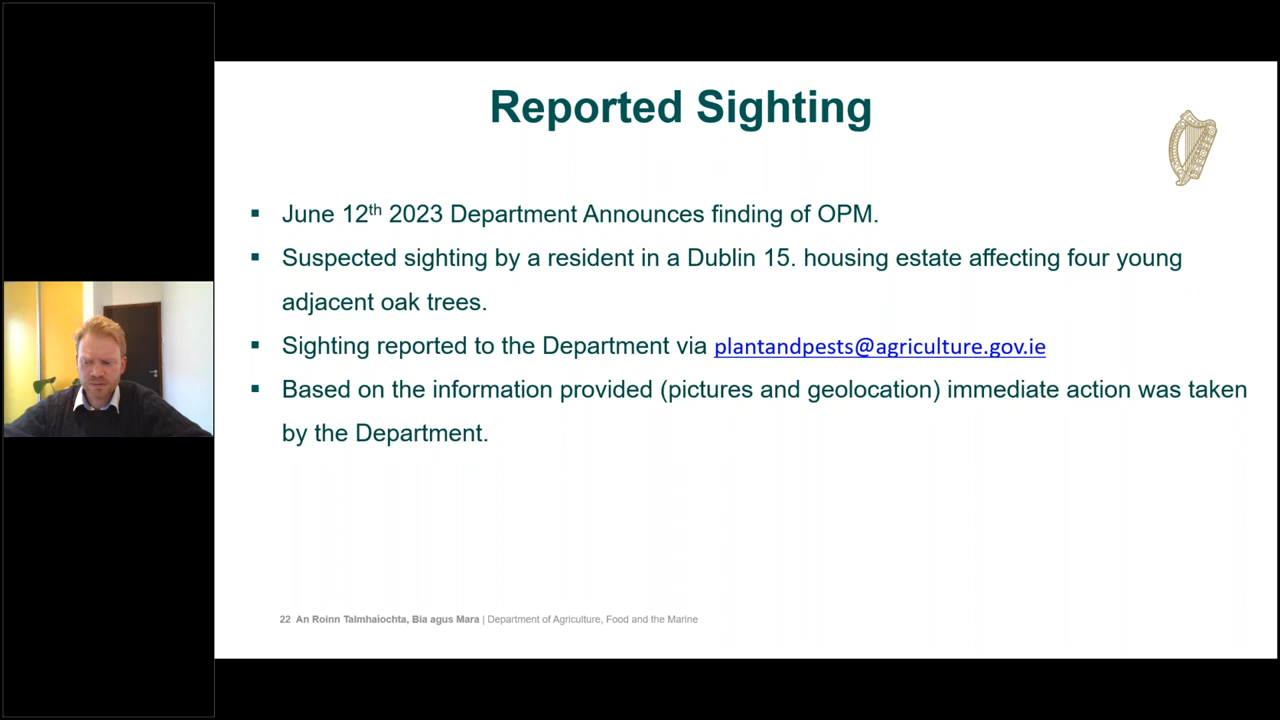 Reported Sighting
▪ June 12th 2023 Department Announces finding of OPM.
▪ Suspected sighting by a resident in a Dublin 15. housing estate affecting four young
adjacent oak trees.
▪ Sighting reported to the Department via plantandpests@agriculture.gov.ie
▪ Based on the information provided (pictures and geolocation) immediate action was taken
by the Department.
22 An Roinn Talmhaíochta, Bia agus Mara | Department of Agriculture, Food and the Marine